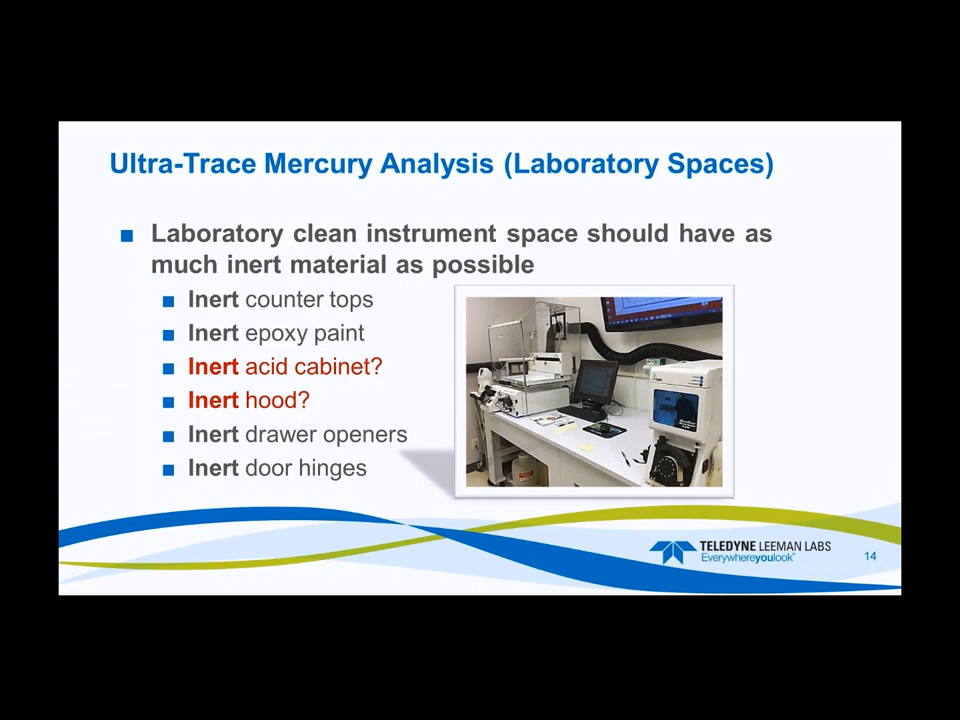 Ultra-Trace Mercury Analysis (Laboratory Spaces)
Laboratory clean instrument space should have as
much inert material as possible
Inert counter tops
Inert epoxy paint
Inert acid cabinet?
Inert hood?
Inert drawer openers
Inert door hinges
TELEDYNE LEEMAN LABS
Everywhereyoulook™
14